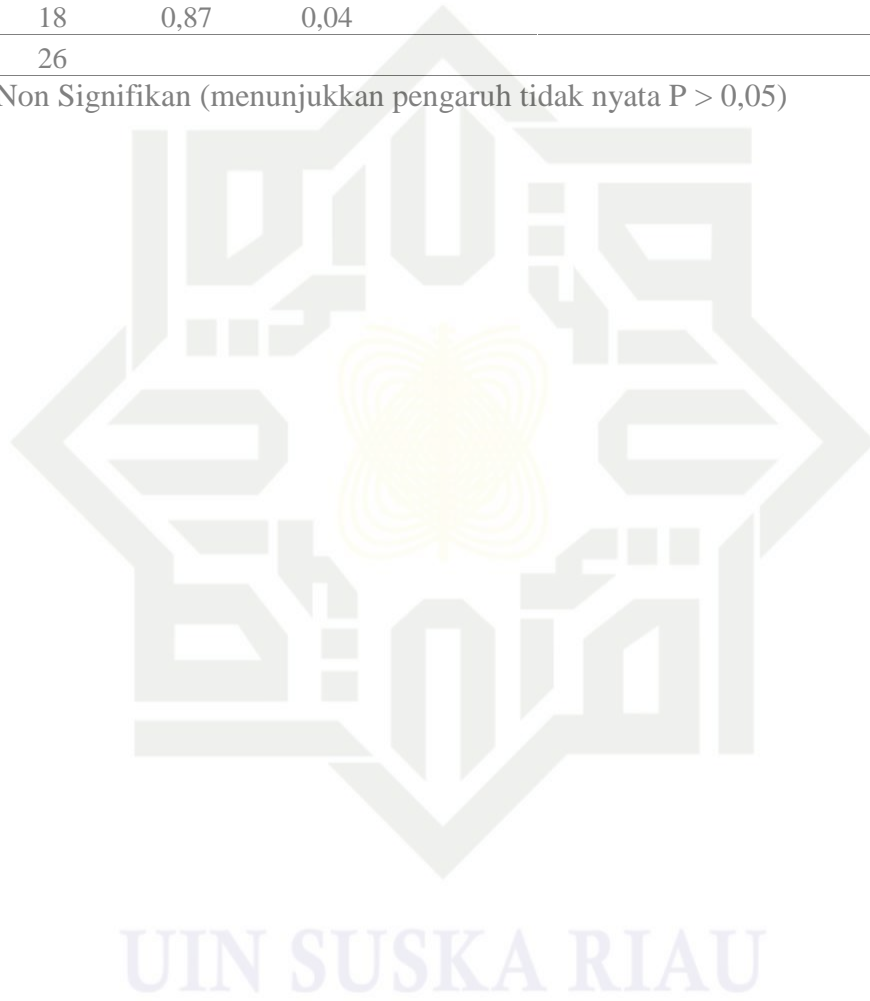 18 0,87 0,04
26
Non Signifikan (menunjukkan pengaruh tidak nyata P > 0,05)
UIN SUSKA RIAU